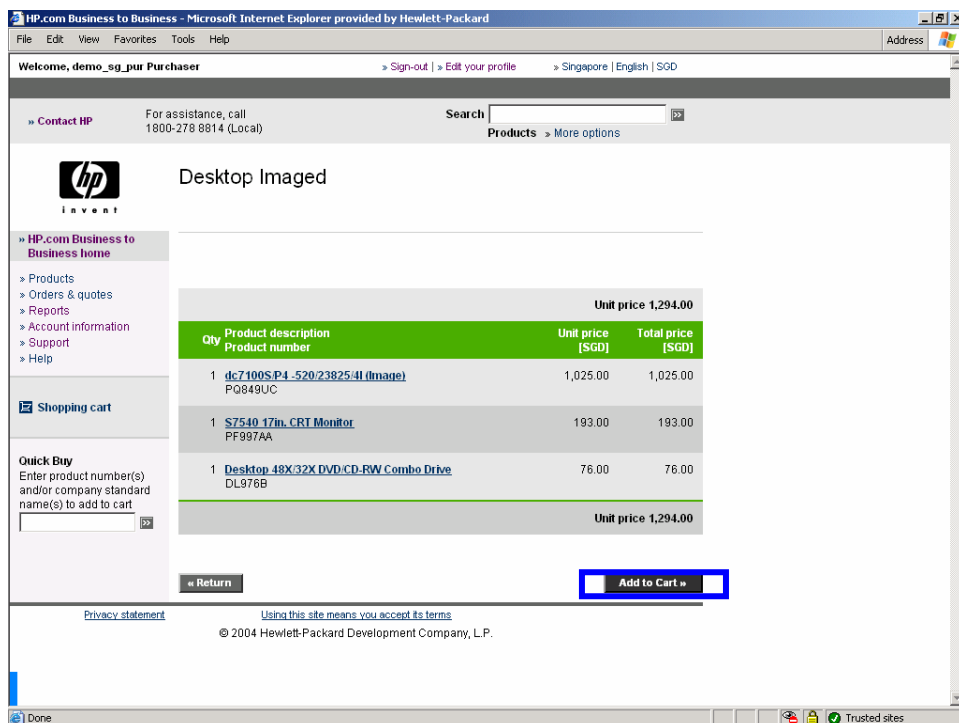 HP.com Business to Business - Microsoft Internet Explorer provided by Hewlett-Packard
File Edit View Favorites Tools Help Address
Welcome, demo_sg_pur Purchaser » Sign-out | » Edit your profile » Singapore | English | SGD
» Contact HP
For assistance, call
1800-278 8814 (Local)
Search
Products » More options
hp
invent
Desktop Imaged
» HP.com Business to
Business home
» Products
» Orders & quotes
» Reports
» Account information
» Support
» Help
Shopping cart
Quick Buy
Enter product number(s)
and/or company standard
name(s) to add to cart
Unit price 1,294.00
Qty Product description Unit price Total price
Product number [SGD] [SGD]
1 dc7100S/P4 -520/23825/4I (Image) 1,025.00 1,025.00
PQ849UC
1 S7540 17in. CRT Monitor 193.00 193.00
PF997AA
1 Desktop 48X/32X DVD/CD-RW Combo Drive 76.00 76.00
DL976B
Unit price 1,294.00
« Return Add to Cart »
Privacy statement Using this site means you accept its terms
© 2004 Hewlett-Packard Development Company, L.P.
Done Trusted sites